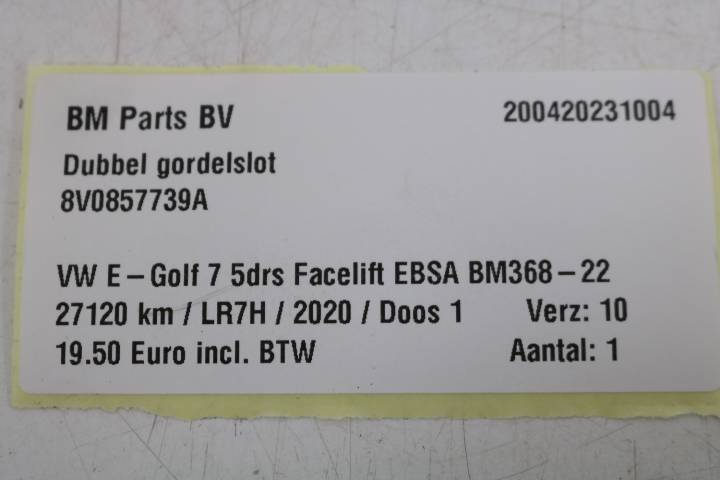 BM Parts BV 200420231004
Dubbel gordelslot
8V0857739A
VW E-Golf 7 5drs Facelift EBSA BM368-22
27120 km / LR7H / 2020 / Doos 1 Verz: 10
19.50 Euro incl. BTW Aantal: 1